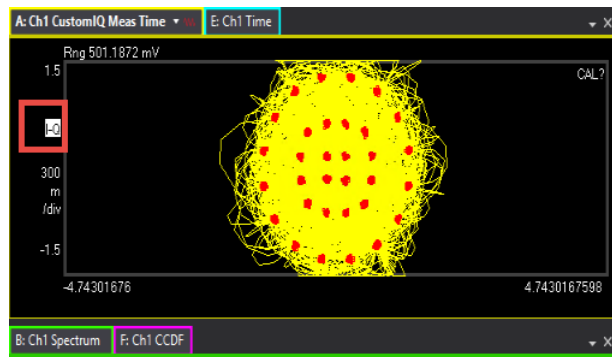 A: Ch1 CustomIQ Meas Time
E: Ch1 Time
Rng 501.1872 mV
1.5
CAL?
I-Q
300
m
/div
-1.5
-4.74301676
4.7430167598
B: Ch1 Spectrum
F: Ch1 CCDF